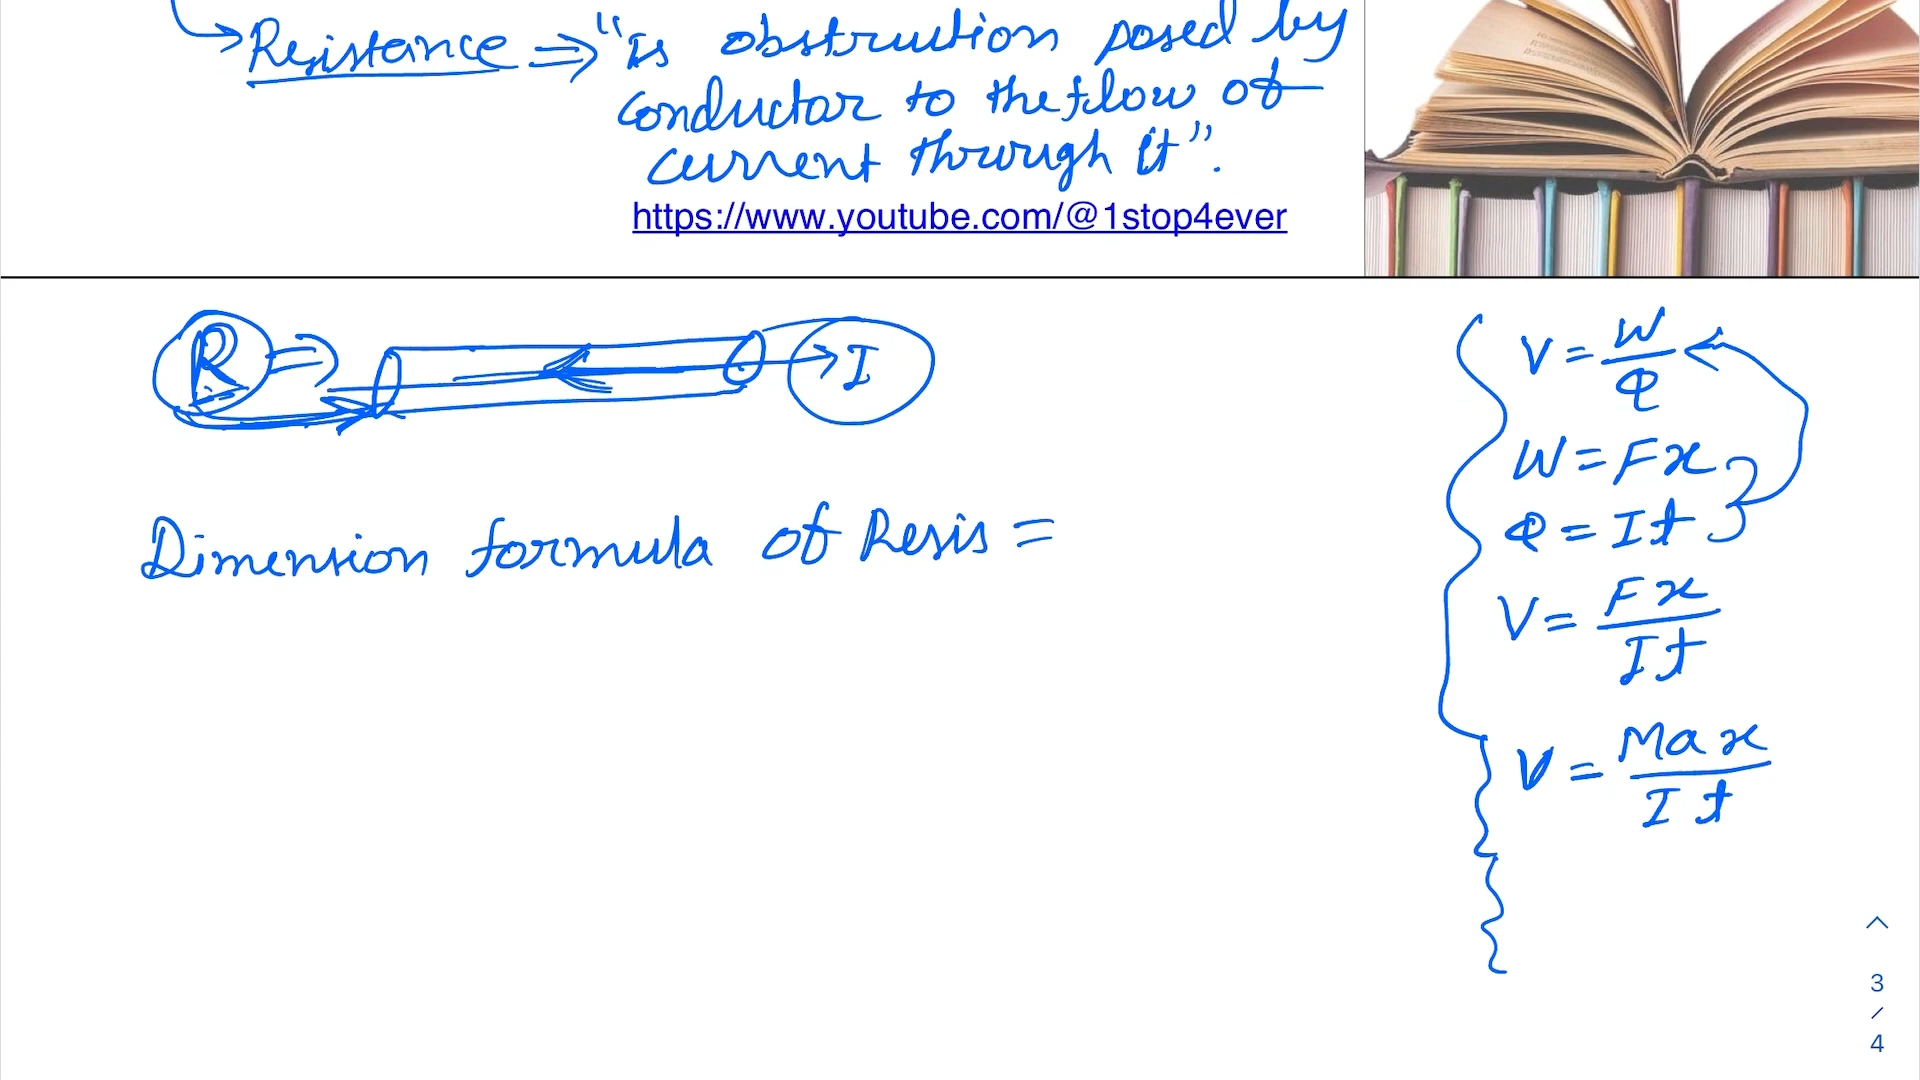 Resistance ⇒ "Is obstruction posed by
conductor to the flow of
current through it".
https://www.youtube.com/@1stop4ever
R ⇒ I
V = W/Q
W = Fx
Q = It
Dimension formula of Resis =
V = Fx/It
V = Max/It
3
/
4